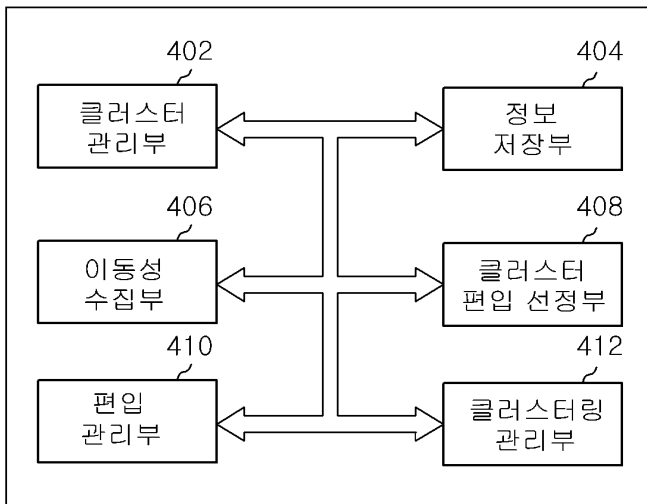 402
클러스터
관리부
404
정보
저장부
406
이동성
수집부
408
클러스터
편입 선정부
410
편입
관리부
412
클러스터링
관리부